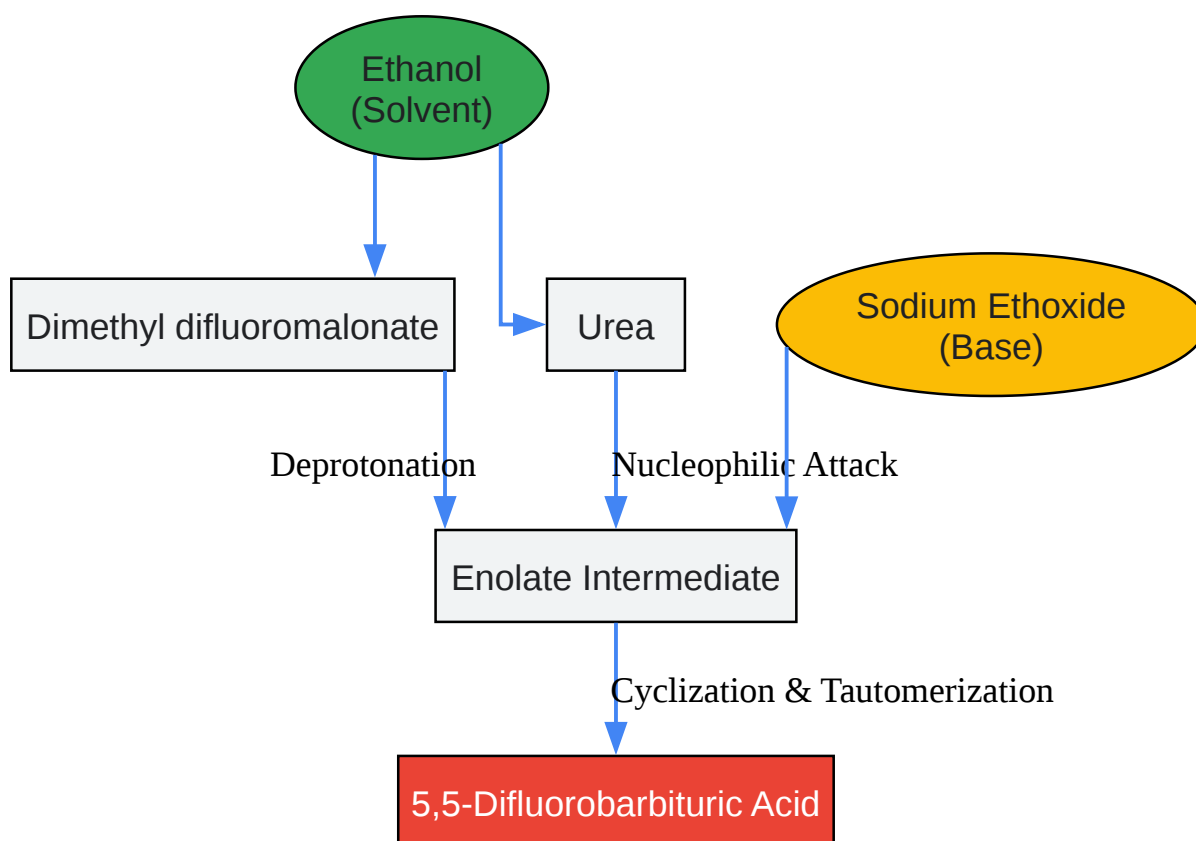 Ethanol
(Solvent)
Dimethyl difluoromalonate
Urea
Sodium Ethoxide
(Base)
Deprotonation
Nucleophilic Attack
Enolate Intermediate
Cyclization & Tautomerization
5,5-Difluorobarbituric Acid